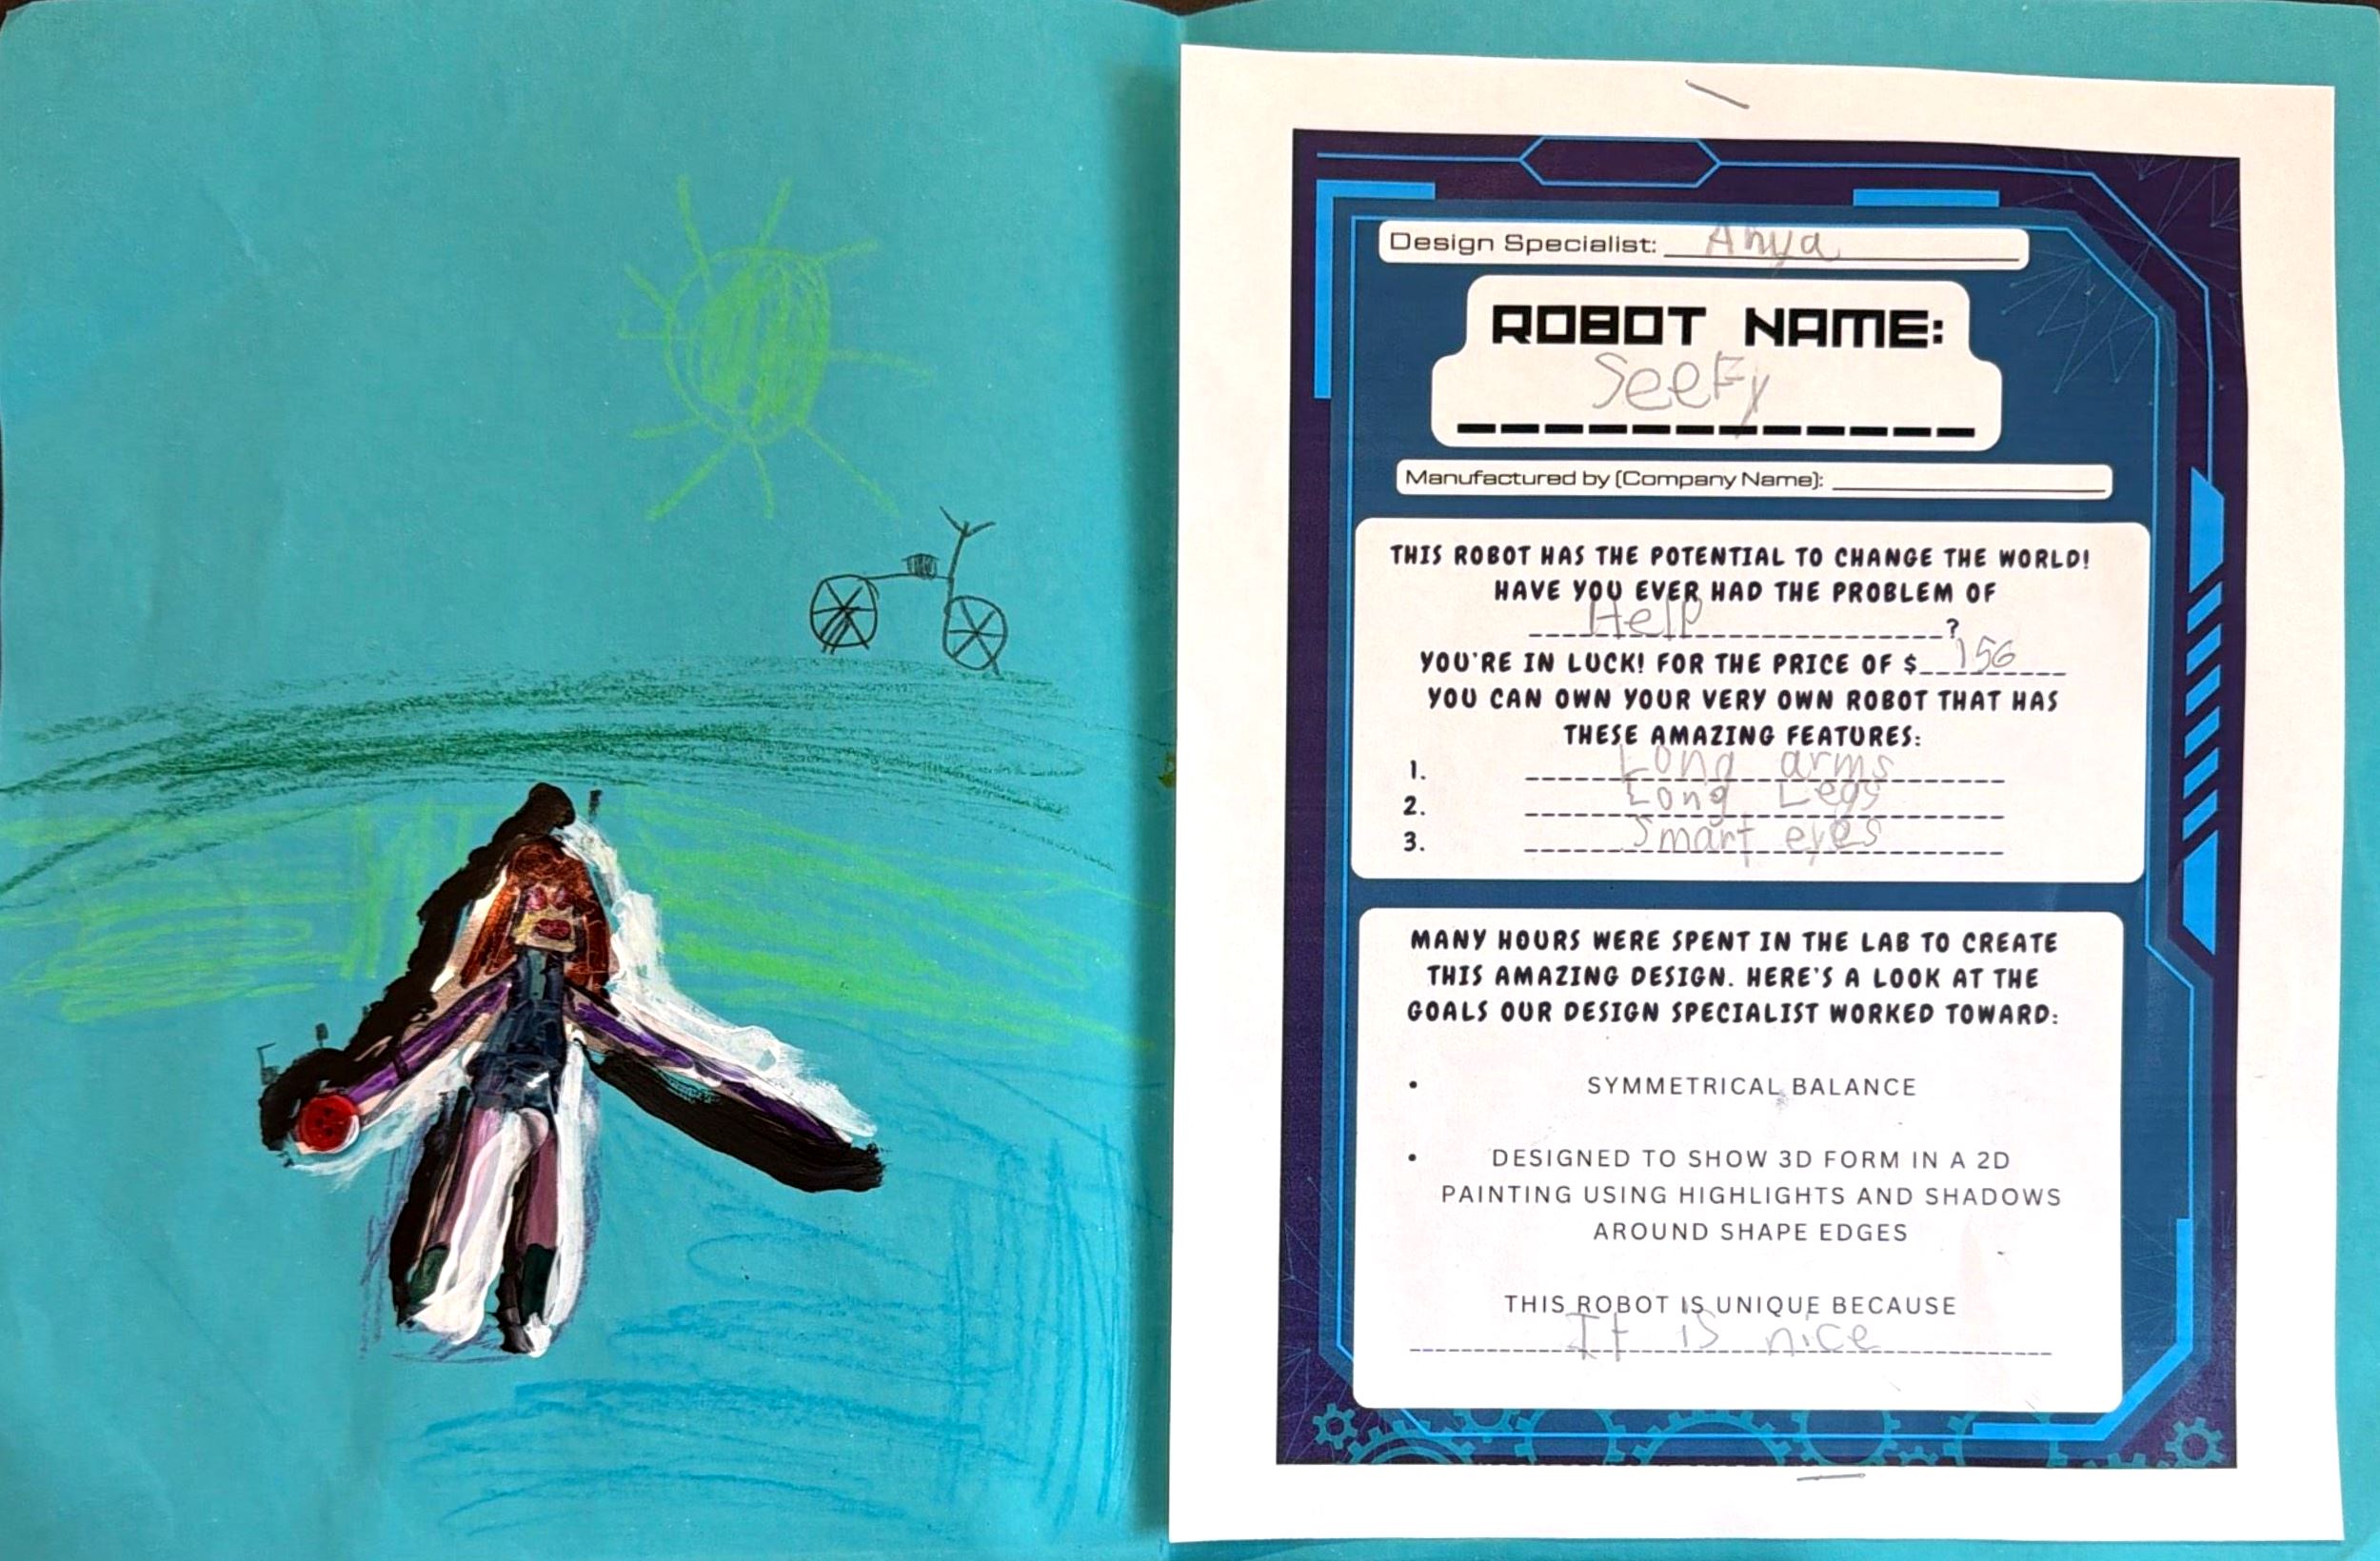 Design Specialist: Anya
ROBOT NAME:
SeeFy
Manufactured by (Company Name):
THIS ROBOT HAS THE POTENTIAL TO CHANGE THE WORLD!
HAVE YOU EVER HAD THE PROBLEM OF
Help?
YOU'RE IN LUCK! FOR THE PRICE OF $ 156
YOU CAN OWN YOUR VERY OWN ROBOT THAT HAS
THESE AMAZING FEATURES:
1. Long arms
2. Long Legs
3. Smart eyes
MANY HOURS WERE SPENT IN THE LAB TO CREATE
THIS AMAZING DESIGN. HERE'S A LOOK AT THE
GOALS OUR DESIGN SPECIALIST WORKED TOWARD:
• SYMMETRICAL BALANCE
• DESIGNED TO SHOW 3D FORM IN A 2D
PAINTING USING HIGHLIGHTS AND SHADOWS
AROUND SHAPE EDGES
THIS ROBOT IS UNIQUE BECAUSE
It is nice